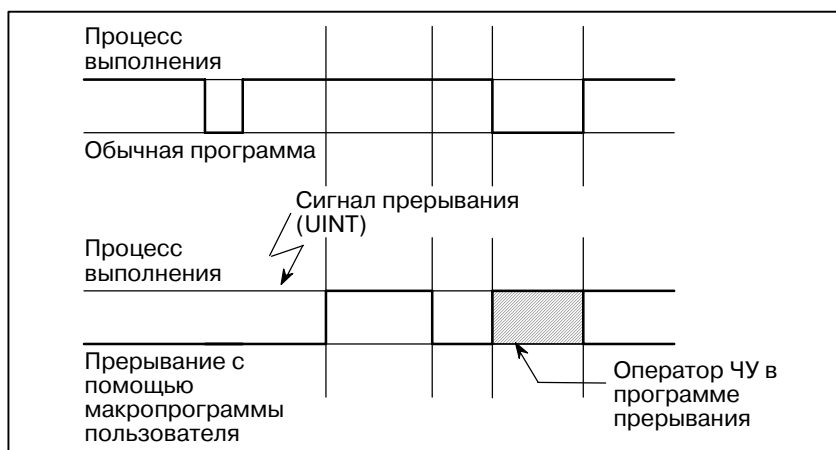 Процесс
выполнения
Обычная программа
Сигнал прерывания
(UINT)
Процесс
выполнения
Прерывание с
помощью
макропрограммы
пользователя
Оператор ЧУ в
программе
прерывания